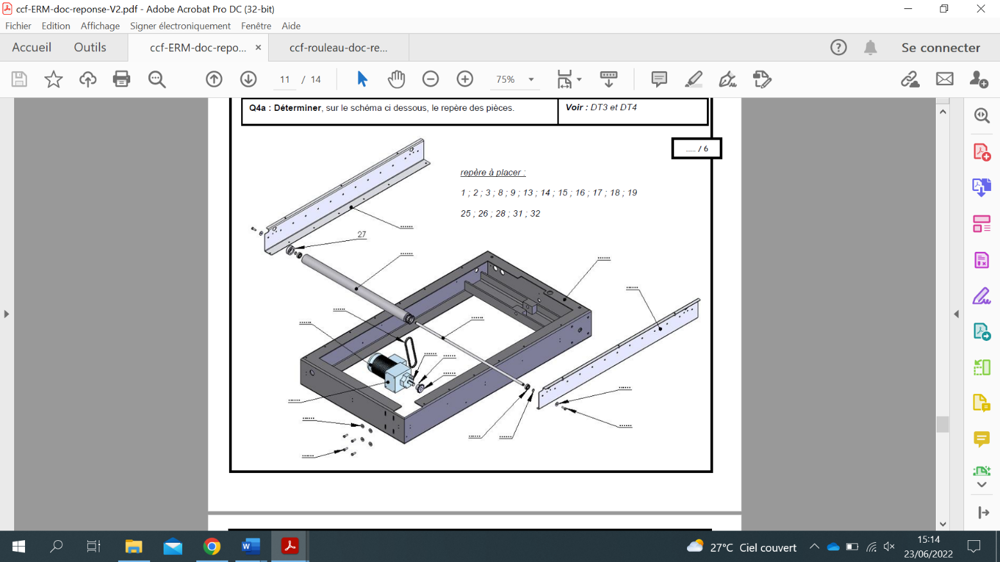 ccf-ERM-doc-reponse-V2.pdf - Adobe Acrobat Pro DC (32-bit)
Fichier Edition Affichage Signer électroniquement Fenêtre Aide
Accueil Outils ccf-ERM-doc-repo... × ccf-rouleau-doc-re... Se connecter
11 / 14 75%
Q4a : Déterminer, sur le schéma ci dessous, le repère des pièces. Voir : DT3 et DT4
...... / 6
repère à placer :
1 ; 2 ; 3 ; 8 ; 9 ; 13 ; 14 ; 15 ; 16 ; 17 ; 18 ; 19
25 ; 26 ; 28 ; 31 ; 32
27
15:14
27°C Ciel couvert
23/06/2022